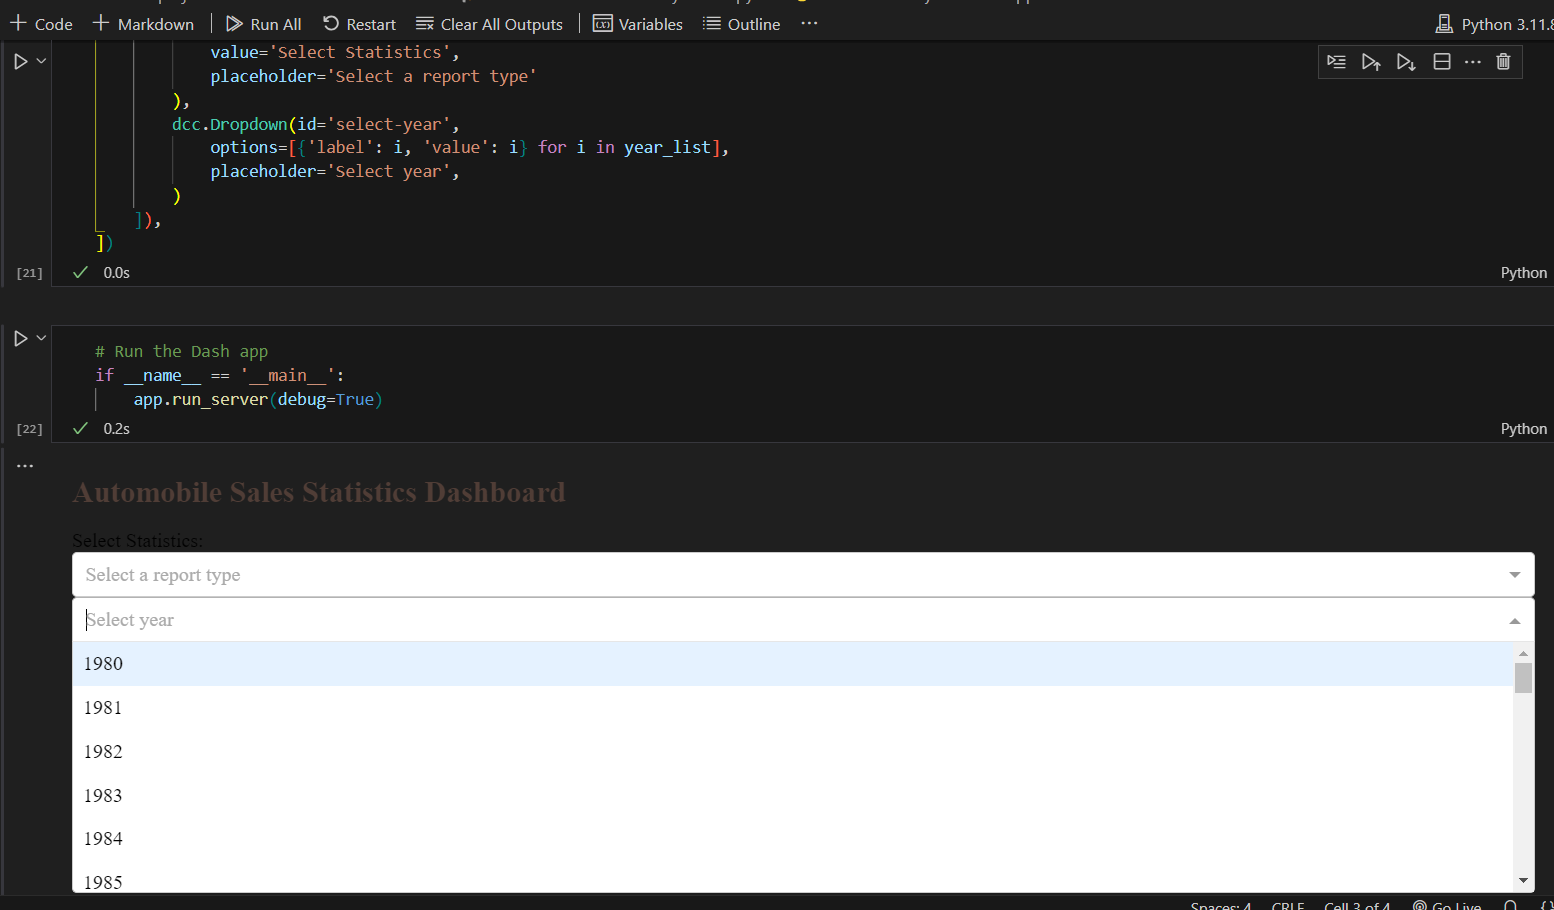 Code Markdown Run All Restart Clear All Outputs Variables Outline ... Python 3.11.8
value='Select Statistics',
placeholder='Select a report type'
),
dcc.Dropdown(id='select-year',
options=[{'label': i, 'value': i} for i in year_list],
placeholder='Select year',
)
]),
])
[21] 0.0s Python
# Run the Dash app
if __name__ == '__main__':
app.run_server(debug=True)
[22] 0.2s Python
...
Automobile Sales Statistics Dashboard
Select Statistics:
Select a report type
Select year
1980
1981
1982
1983
1984
1985
Spaces: 4 CRLF Cell 3 of 4 Go Live